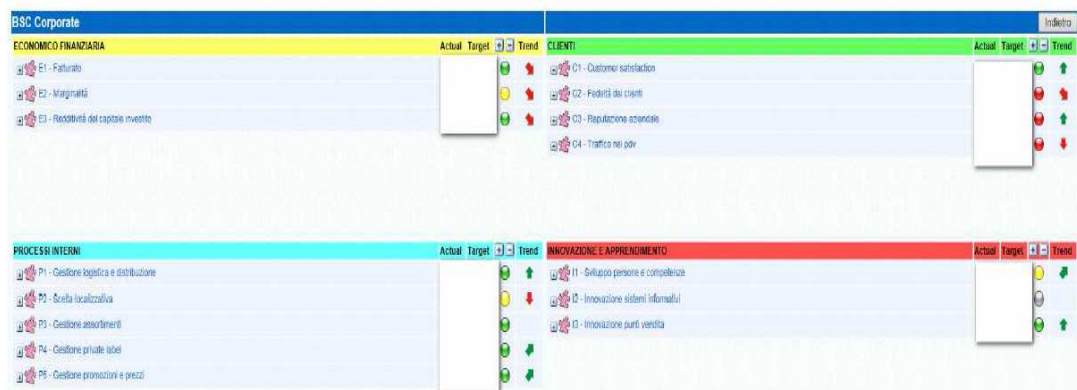 BSC Corporate
Indietro
ECONOMICO FINANZIARIA Actual Target + - Trend
E1 - Fatturato
E2 - Marginalità
E3 - Redditività del capitale investito
CLIENTI Actual Target + - Trend
C1 - Customer satisfaction
C2 - Fedeltà dei clienti
C3 - Reputazione aziendale
C4 - Traffico nei pdv
PROCESSI INTERNI Actual Target + - Trend
P1 - Gestione logistica e distribuzione
P2 - Scelta localizzativa
P3 - Gestione assortimenti
P4 - Gestione private label
P5 - Gestione promozioni e prezzi
INNOVAZIONE E APPRENDIMENTO Actual Target + - Trend
I1 - Sviluppo persone e competenze
I2 - Innovazione sistemi informativi
I3 - Innovazione punti vendita